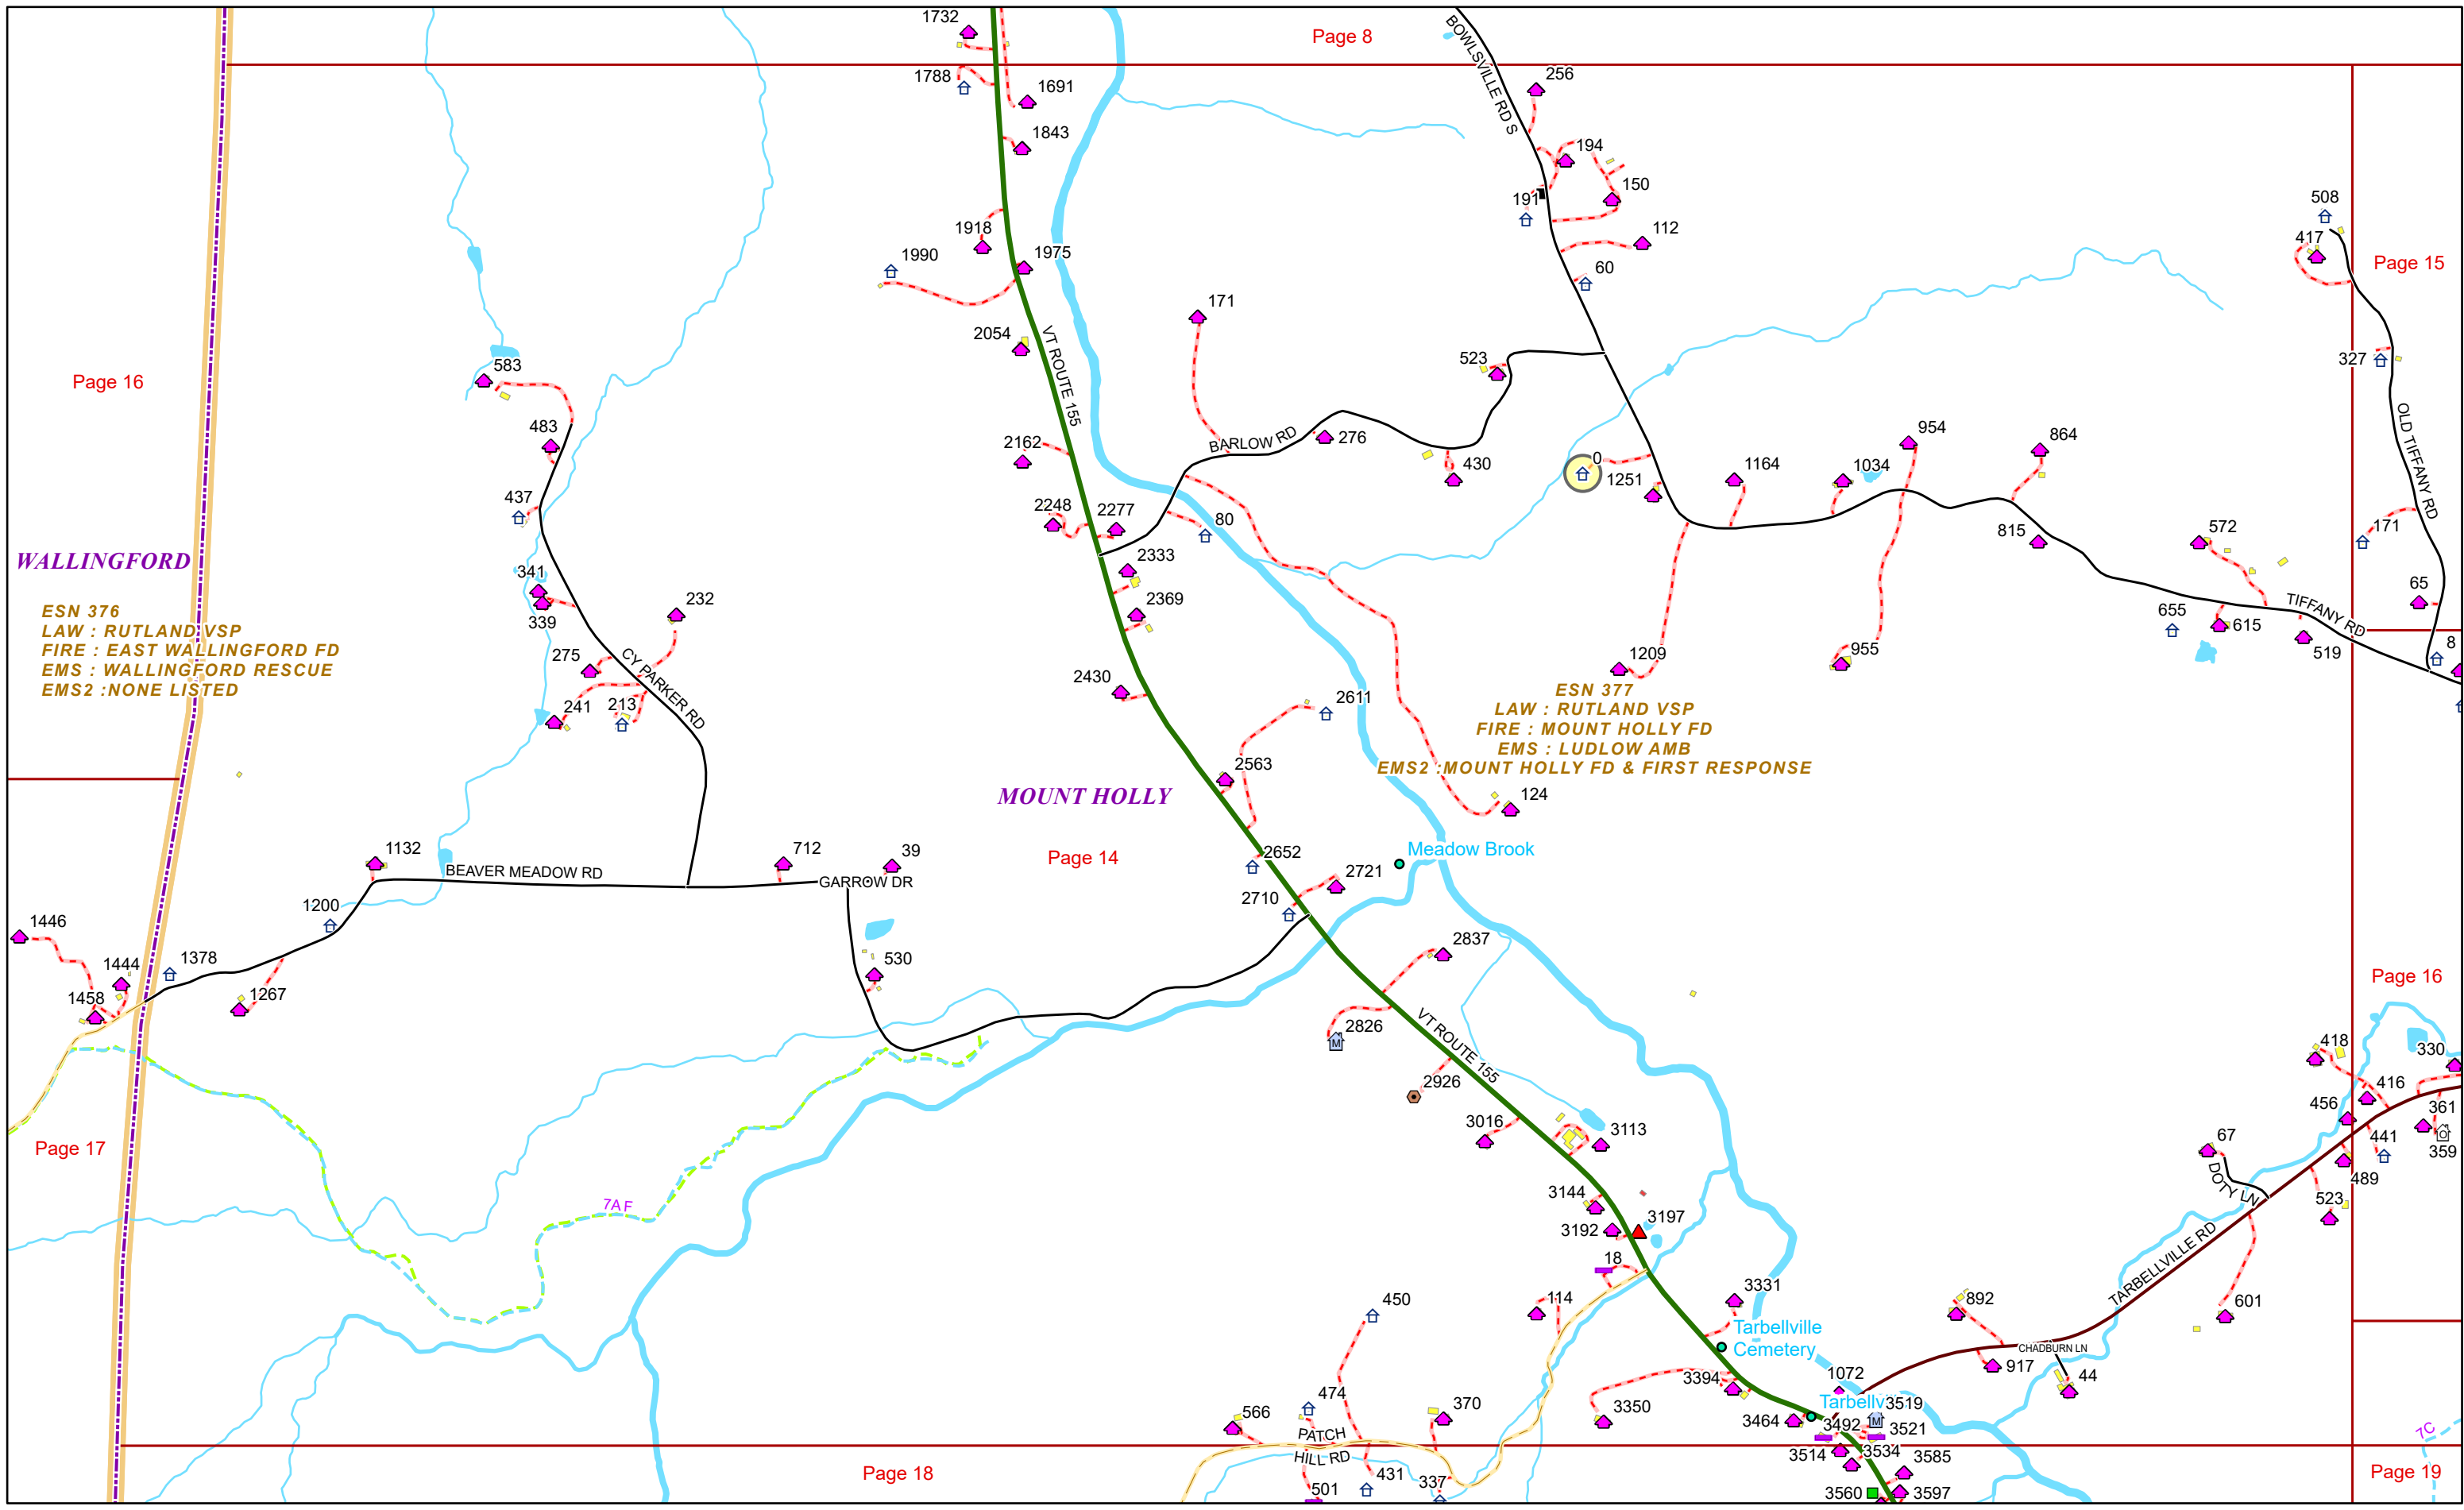 1732
Page 8
BOWLSVILLE RD S
1788
1691
256
1843
194
191
150
508
1918
112
417
1990
1975
60
Page 15
171
2054
VT ROUTE 155
523
327
Page 16
583
OLD TIFFANY RD
483
2162
BARLOW RD
276
954
864
430
0
1251
1164
1034
437
2248
2277
80
815
572
171
WALLINGFORD
2333
341
65
ESN 376
LAW : RUTLAND VSP
FIRE : EAST WALLINGFORD FD
EMS : WALLINGFORD RESCUE
EMS2 :NONE LISTED
339
232
2369
655
615
TIFFANY RD
519
8
275
CY PARKER RD
1209
955
241
213
2430
2611
ESN 377
LAW : RUTLAND VSP
FIRE : MOUNT HOLLY FD
EMS : LUDLOW AMB
EMS2 :MOUNT HOLLY FD & FIRST RESPONSE
2563
MOUNT HOLLY
124
1132
BEAVER MEADOW RD
712
39
GARROW DR
Page 14
2652
Meadow Brook
2721
2710
1200
1446
1444
1378
530
2837
1458
1267
Page 16
2826
VT ROUTE 155
418
330
2926
416
3016
3113
456
361
Page 17
441
359
67
DOTY LN
489
7A F
3144
3192
3197
523
18
TARBELLVILLE RD
450
114
3331
892
601
Tarbellville
Cemetery
CHADBURN LN
474
370
3350
3394
1072
917
44
566
Tarbellv
3519
3464
3492
3521
PATCH
HILL RD
3514
3534
7C
Page 18
431
337
3585
Page 19
501
3560
3597